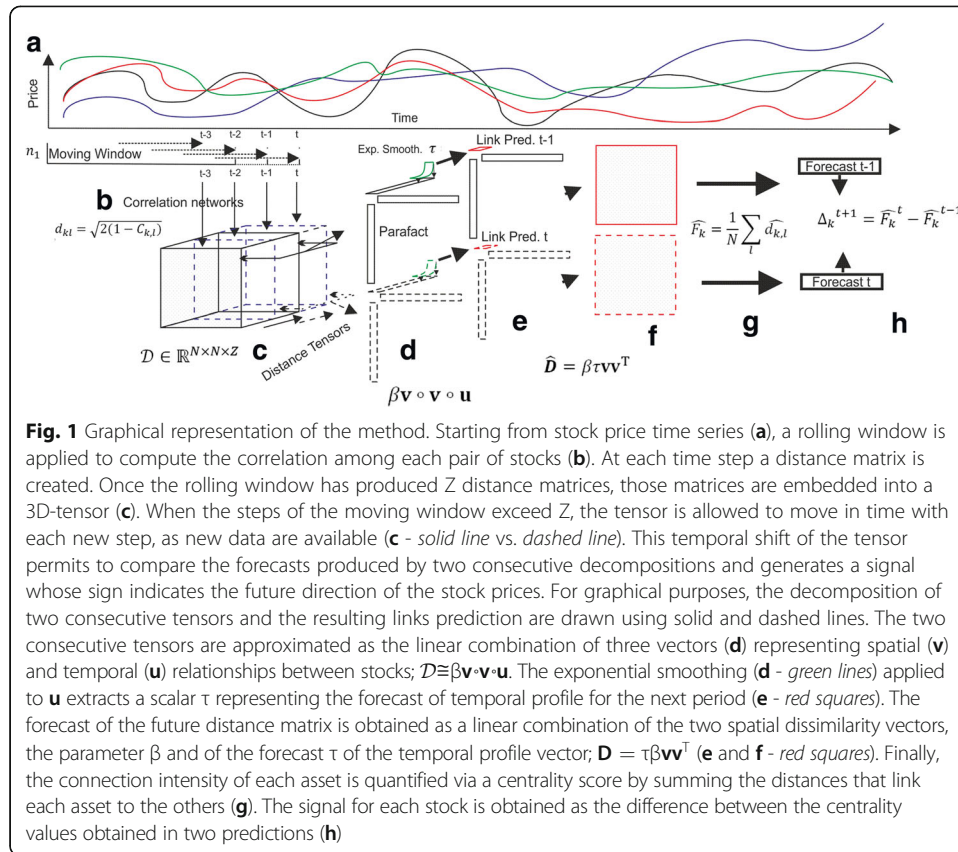 a
Price
Time
t-3 t-2 t-1 t
n₁ Moving Window
t-3 t-2 t-1 t
Exp. Smooth. τ
Link Pred. t-1
b Correlation networks
d_{kl} = √2(1 − C_{k,l})
Parafact
Link Pred. t
\widehat{F_k} = \frac{1}{N} \sum_l \widehat{d_{k,l}}
Forecast t-1
Δ_k^{t+1} = \widehat{F_k}^t − \widehat{F_k}^{t-1}
Forecast t
𝒟 ∈ ℝ^{N×N×Z}
c
Distance Tensors
d
e
f
g
h
\widehat{D} = βτvv^T
βv ∘ v ∘ u
Fig. 1 Graphical representation of the method. Starting from stock price time series (a), a rolling window is
applied to compute the correlation among each pair of stocks (b). At each time step a distance matrix is
created. Once the rolling window has produced Z distance matrices, those matrices are embedded into a
3D-tensor (c). When the steps of the moving window exceed Z, the tensor is allowed to move in time with
each new step, as new data are available (c - solid line vs. dashed line). This temporal shift of the tensor
permits to compare the forecasts produced by two consecutive decompositions and generates a signal
whose sign indicates the future direction of the stock prices. For graphical purposes, the decomposition of
two consecutive tensors and the resulting links prediction are drawn using solid and dashed lines. The two
consecutive tensors are approximated as the linear combination of three vectors (d) representing spatial (v)
and temporal (u) relationships between stocks; 𝒟≅βv∘v∘u. The exponential smoothing (d - green lines) applied
to u extracts a scalar τ representing the forecast of temporal profile for the next period (e - red squares). The
forecast of the future distance matrix is obtained as a linear combination of the two spatial dissimilarity vectors,
the parameter β and of the forecast τ of the temporal profile vector; D = τβvv^T (e and f - red squares). Finally,
the connection intensity of each asset is quantified via a centrality score by summing the distances that link
each asset to the others (g). The signal for each stock is obtained as the difference between the centrality
values obtained in two predictions (h)